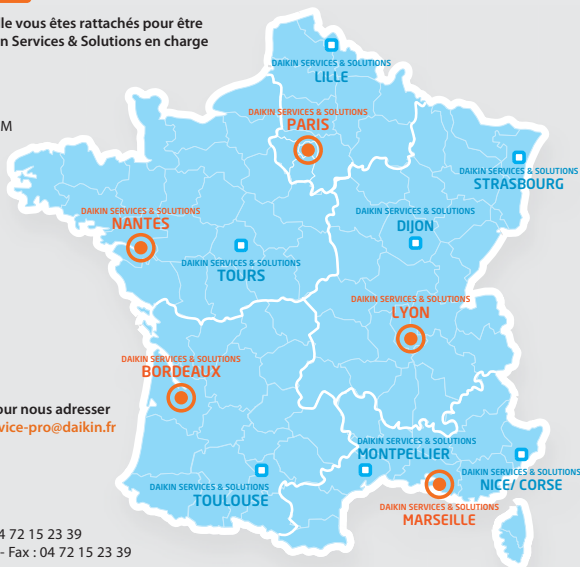 le vous êtes rattachés pour être
n Services & Solutions en charge
DAIKIN SERVICES & SOLUTIONS
LILLE
M
DAIKIN SERVICES & SOLUTIONS
PARIS
DAIKIN SERVICES & SOLUTIONS
STRASBOURG
DAIKIN SERVICES & SOLUTIONS
NANTES
DAIKIN SERVICES & SOLUTIONS
DIJON
DAIKIN SERVICES & SOLUTIONS
TOURS
DAIKIN SERVICES & SOLUTIONS
LYON
DAIKIN SERVICES & SOLUTIONS
BORDEAUX
our nous adresser
vice-pro@daikin.fr
DAIKIN SERVICES & SOLUTIONS
MONTPELLIER
DAIKIN SERVICES & SOLUTIONS
NICE/ CORSE
DAIKIN SERVICES & SOLUTIONS
TOULOUSE
DAIKIN SERVICES & SOLUTIONS
MARSEILLE
4 72 15 23 39
- Fax : 04 72 15 23 39